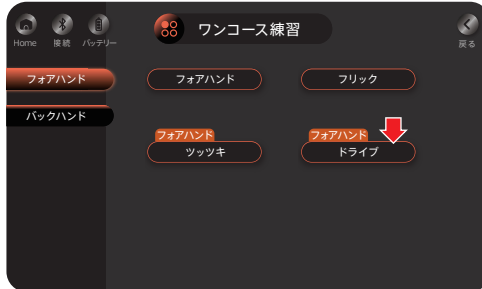 ワンコース練習
Home 接続 バッテリー
戻る
フォアハンド
フォアハンド
フリック
バックハンド
フォアハンド
フォアハンド
ツッツキ
ドライブ